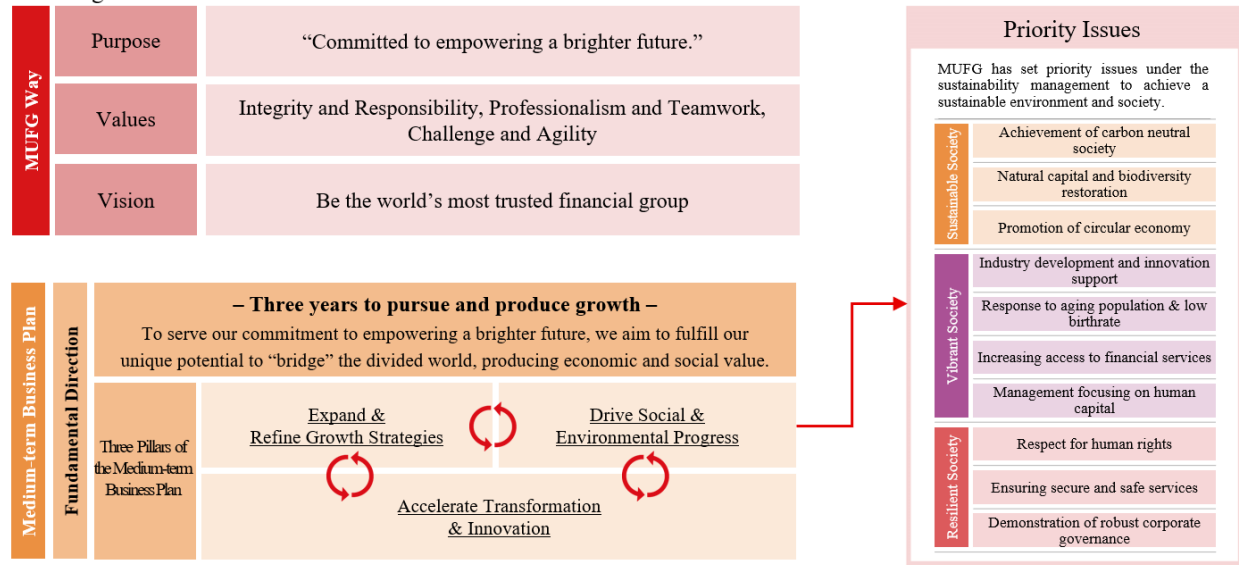 MUFG Way
Purpose
“Committed to empowering a brighter future.”
Values
Integrity and Responsibility, Professionalism and Teamwork,
Challenge and Agility
Vision
Be the world’s most trusted financial group
Medium-term Business Plan
Fundamental Direction
– Three years to pursue and produce growth –
To serve our commitment to empowering a brighter future, we aim to fulfill our
unique potential to “bridge” the divided world, producing economic and social value.
Three Pillars of
the Medium-term
Business Plan
Expand &
Refine Growth Strategies
Drive Social &
Environmental Progress
Accelerate Transformation
& Innovation
Priority Issues
MUFG has set priority issues under the
sustainability management to achieve a
sustainable environment and society.
Sustainable Society
Achievement of carbon neutral
society
Natural capital and biodiversity
restoration
Promotion of circular economy
Vibrant Society
Industry development and innovation
support
Response to aging population & low
birthrate
Increasing access to financial services
Management focusing on human
capital
Resilient Society
Respect for human rights
Ensuring secure and safe services
Demonstration of robust corporate
governance